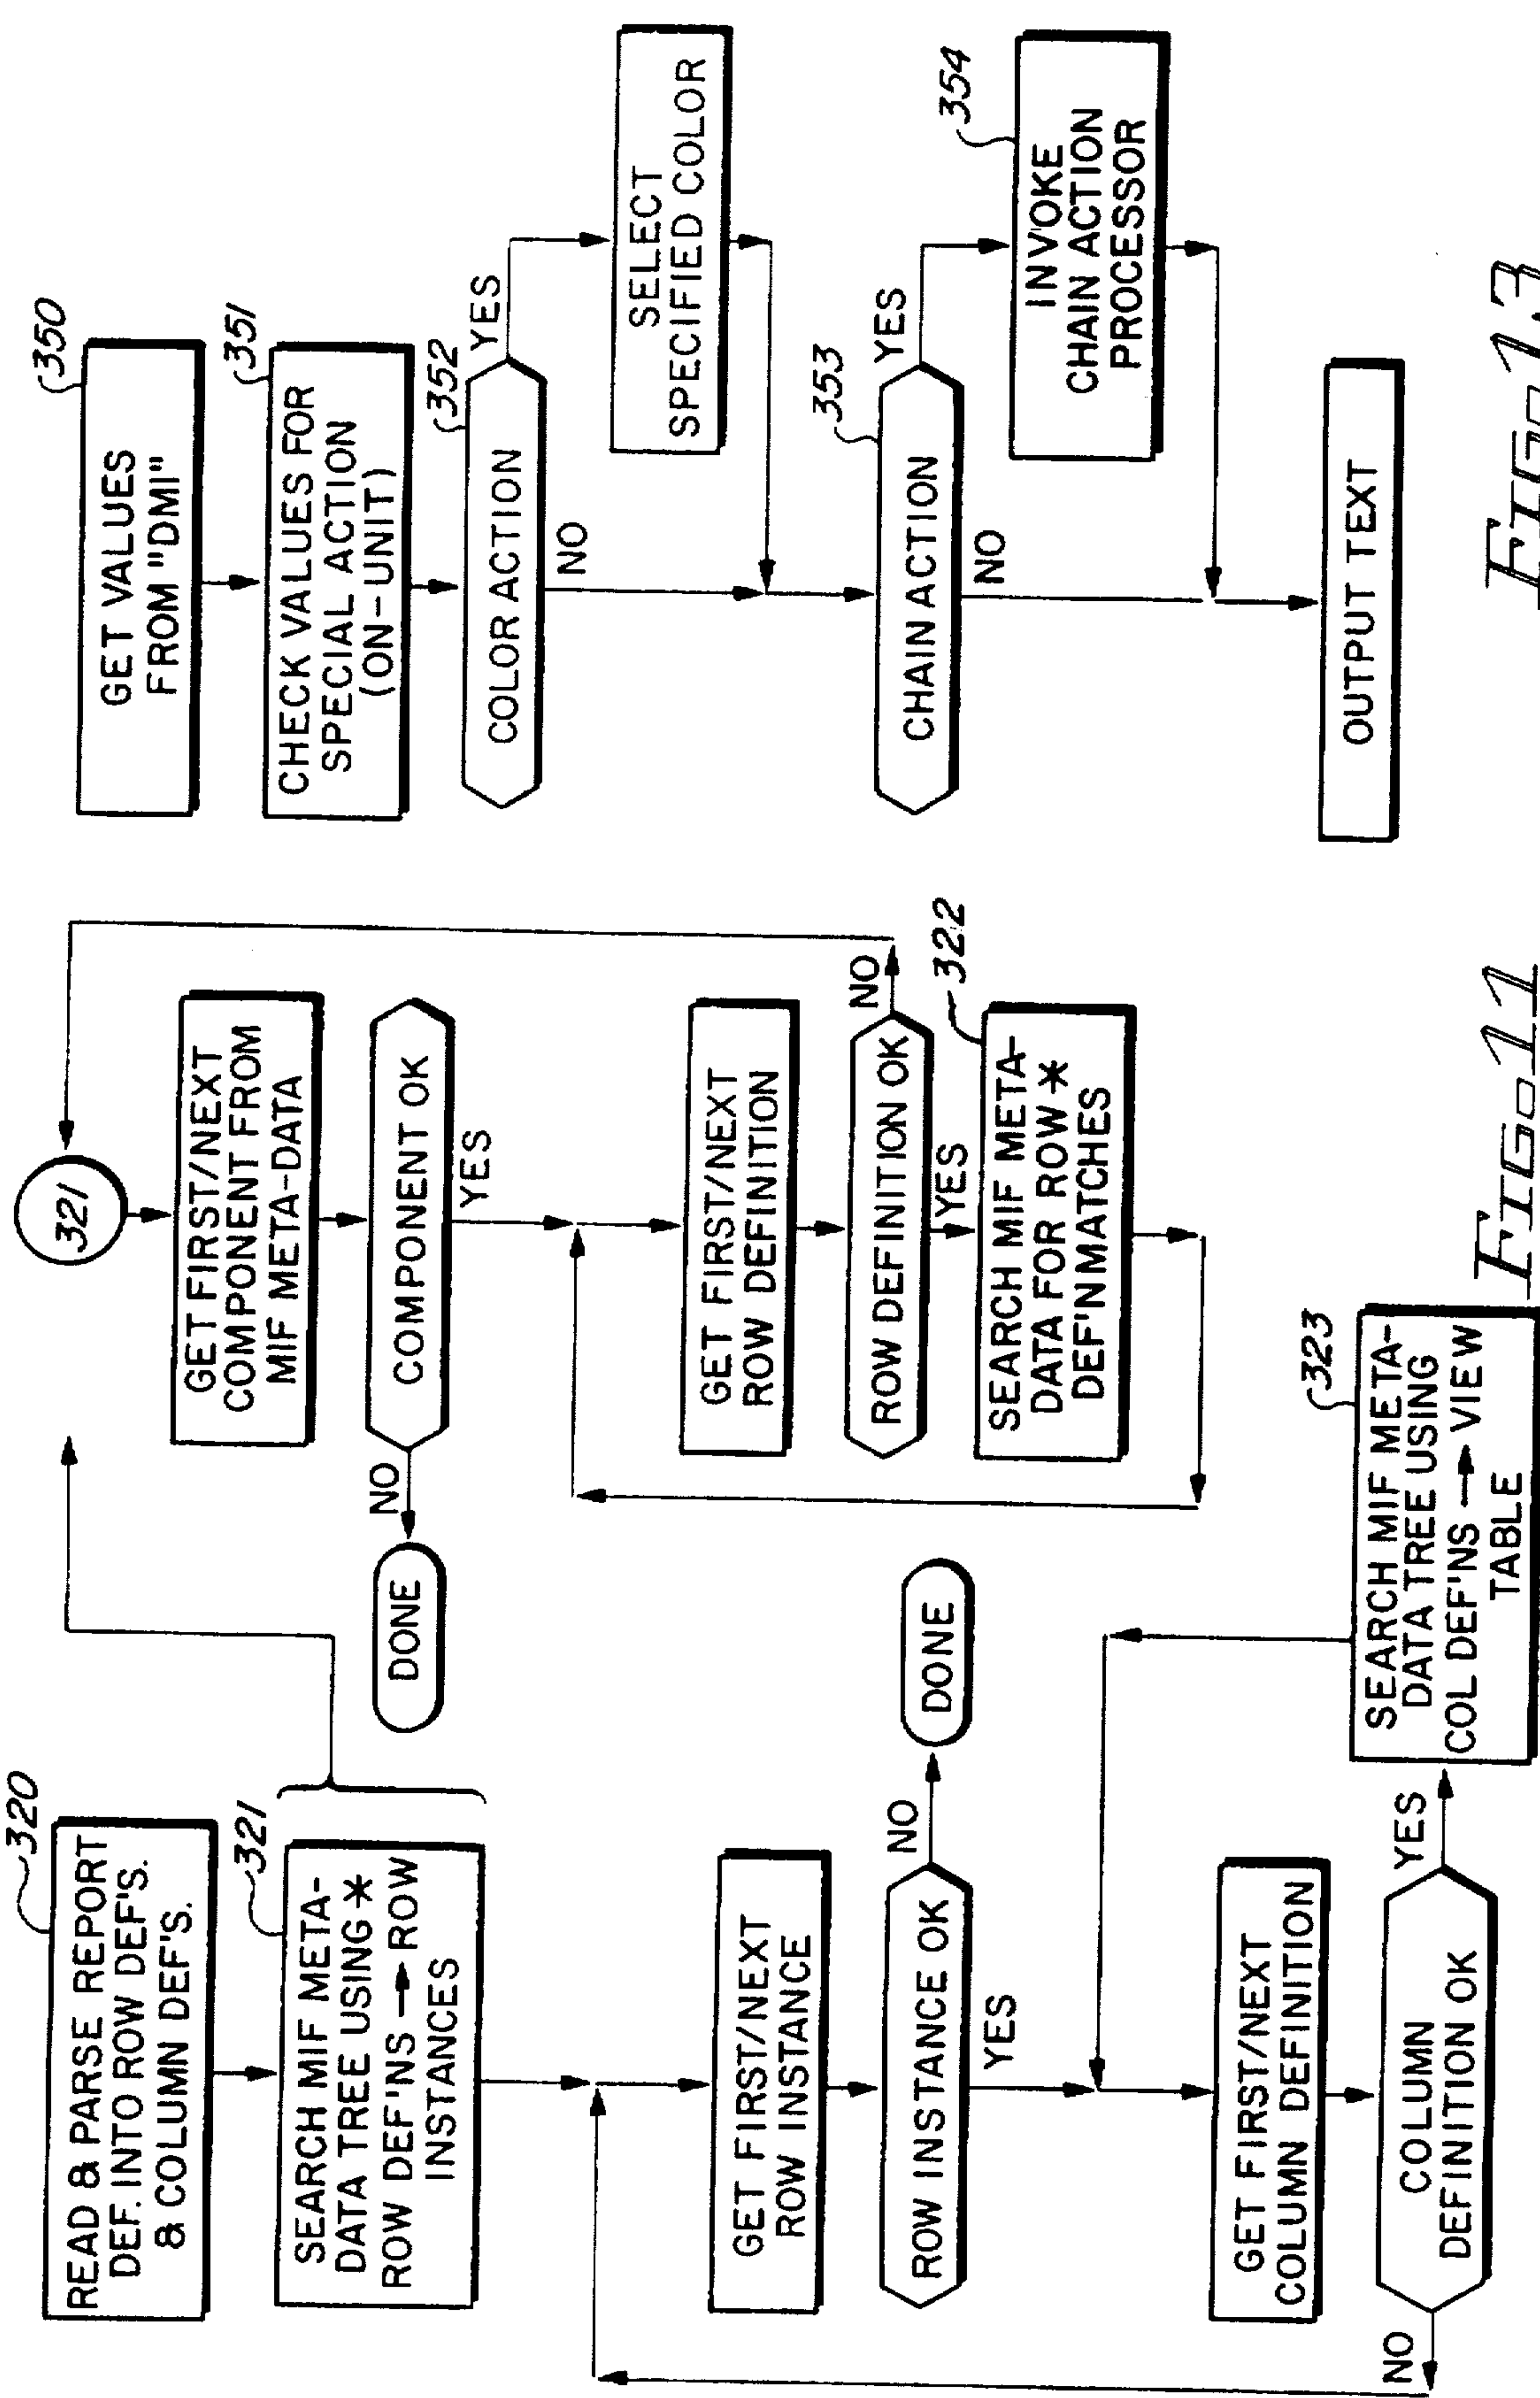 320
READ & PARSE REPORT
DEF. INTO ROW DEF'S.
& COLUMN DEF'S.
321
SEARCH MIF META-
DATA TREE USING *
ROW DEF'NS → ROW
INSTANCES
GET FIRST/NEXT
ROW INSTANCE
ROW INSTANCE OK
NO
DONE
YES
GET FIRST/NEXT
COLUMN DEFINITION
COLUMN
DEFINITION OK
NO
YES
323
SEARCH MIF META-
DATA TREE USING
COL DEF'NS → VIEW
TABLE
321
GET FIRST/NEXT
COMPONENT FROM
MIF META-DATA
COMPONENT OK
NO
DONE
YES
GET FIRST/NEXT
ROW DEFINITION
ROW DEFINITION OK
NO
YES
322
SEARCH MIF META-
DATA FOR ROW *
DEF'N MATCHES
FIG. 11
350
GET VALUES
FROM "DMI"
351
CHECK VALUES FOR
SPECIAL ACTION
(ON-UNIT)
352
COLOR ACTION
YES
NO
SELECT
SPECIFIED COLOR
353
CHAIN ACTION
YES
NO
354
INVOKE
CHAIN ACTION
PROCESSOR
OUTPUT TEXT
FIG. 13